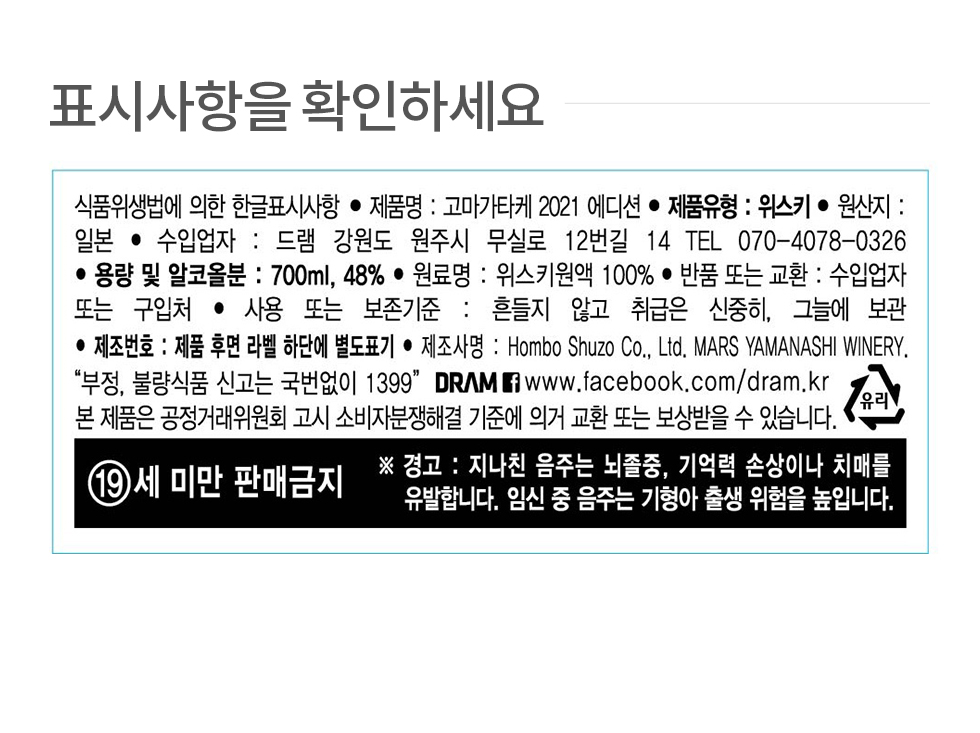 표시사항을 확인하세요
식품위생법에 의한 한글표시사항 ● 제품명 : 고마가타케 2021 에디션 ● 제품유형 : 위스키 ● 원산지 :
일본 ● 수입업자 : 드램 강원도 원주시 무실로 12번길 14 TEL 070-4078-0326
● 용량 및 알코올분 : 700ml, 48% ● 원료명 : 위스키원액 100% ● 반품 또는 교환 : 수입업자
또는 구입처 ● 사용 또는 보존기준 : 흔들지 않고 취급은 신중히, 그늘에 보관
● 제조번호 : 제품 후면 라벨 하단에 별도표기 ● 제조사명 : Hombo Shuzo Co., Ltd. MARS YAMANASHI WINERY.
“부정, 불량식품 신고는 국번없이 1399” DRAM f www.facebook.com/dram.kr
본 제품은 공정거래위원회 고시 소비자분쟁해결 기준에 의거 교환 또는 보상받을 수 있습니다.
유리
⑲세 미만 판매금지
※ 경고 : 지나친 음주는 뇌졸중, 기억력 손상이나 치매를
유발합니다. 임신 중 음주는 기형아 출생 위험을 높입니다.